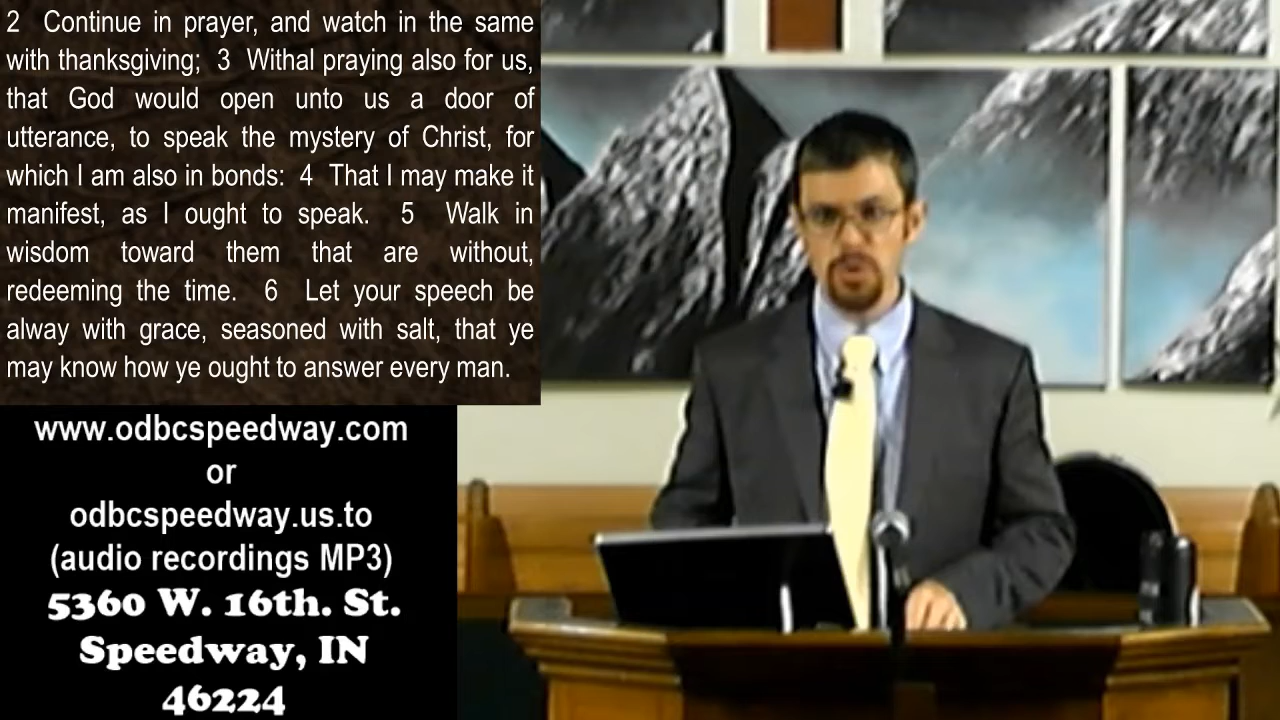 2 Continue in prayer, and watch in the same
with thanksgiving; 3 Withal praying also for us,
that God would open unto us a door of
utterance, to speak the mystery of Christ, for
which I am also in bonds: 4 That I may make it
manifest, as I ought to speak. 5 Walk in
wisdom toward them that are without,
redeeming the time. 6 Let your speech be
alway with grace, seasoned with salt, that ye
may know how ye ought to answer every man.
www.odbcspeedway.com
or
odbcspeedway.us.to
(audio recordings MP3)
5360 W. 16th. St.
Speedway, IN
46224